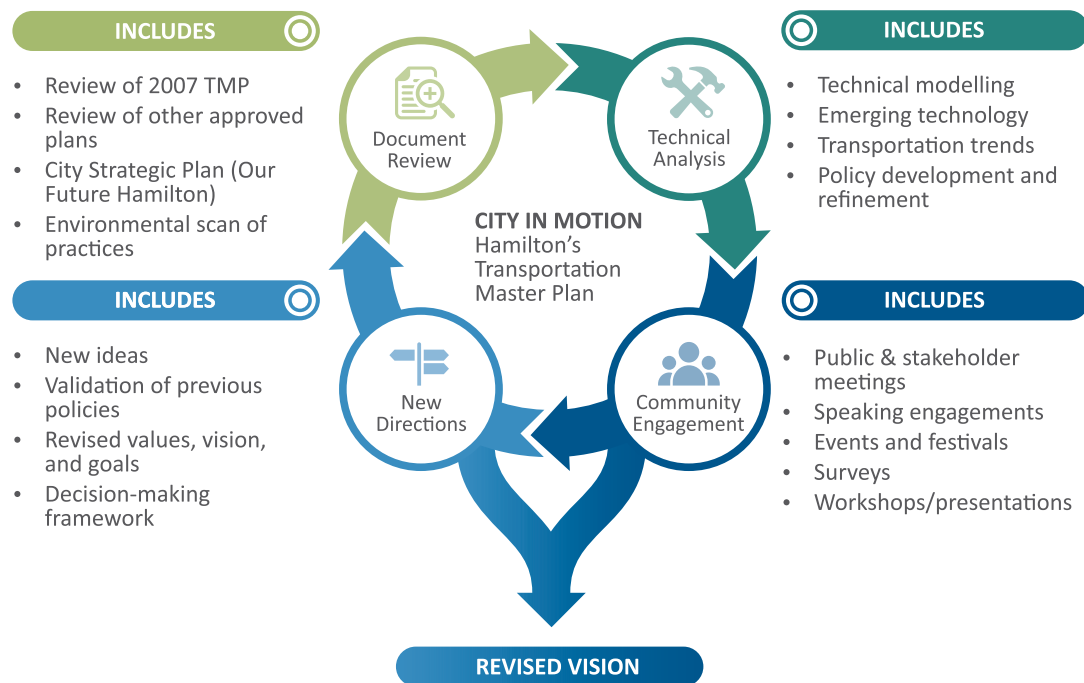 INCLUDES
• Review of 2007 TMP
• Review of other approved
plans
• City Strategic Plan (Our
Future Hamilton)
• Environmental scan of
practices
Document
Review
Technical
Analysis
INCLUDES
• Technical modelling
• Emerging technology
• Transportation trends
• Policy development and
refinement
CITY IN MOTION
Hamilton’s
Transportation
Master Plan
INCLUDES
• New ideas
• Validation of previous
policies
• Revised values, vision,
and goals
• Decision-making
framework
New
Directions
Community
Engagement
INCLUDES
• Public & stakeholder
meetings
• Speaking engagements
• Events and festivals
• Surveys
• Workshops/presentations
REVISED VISION